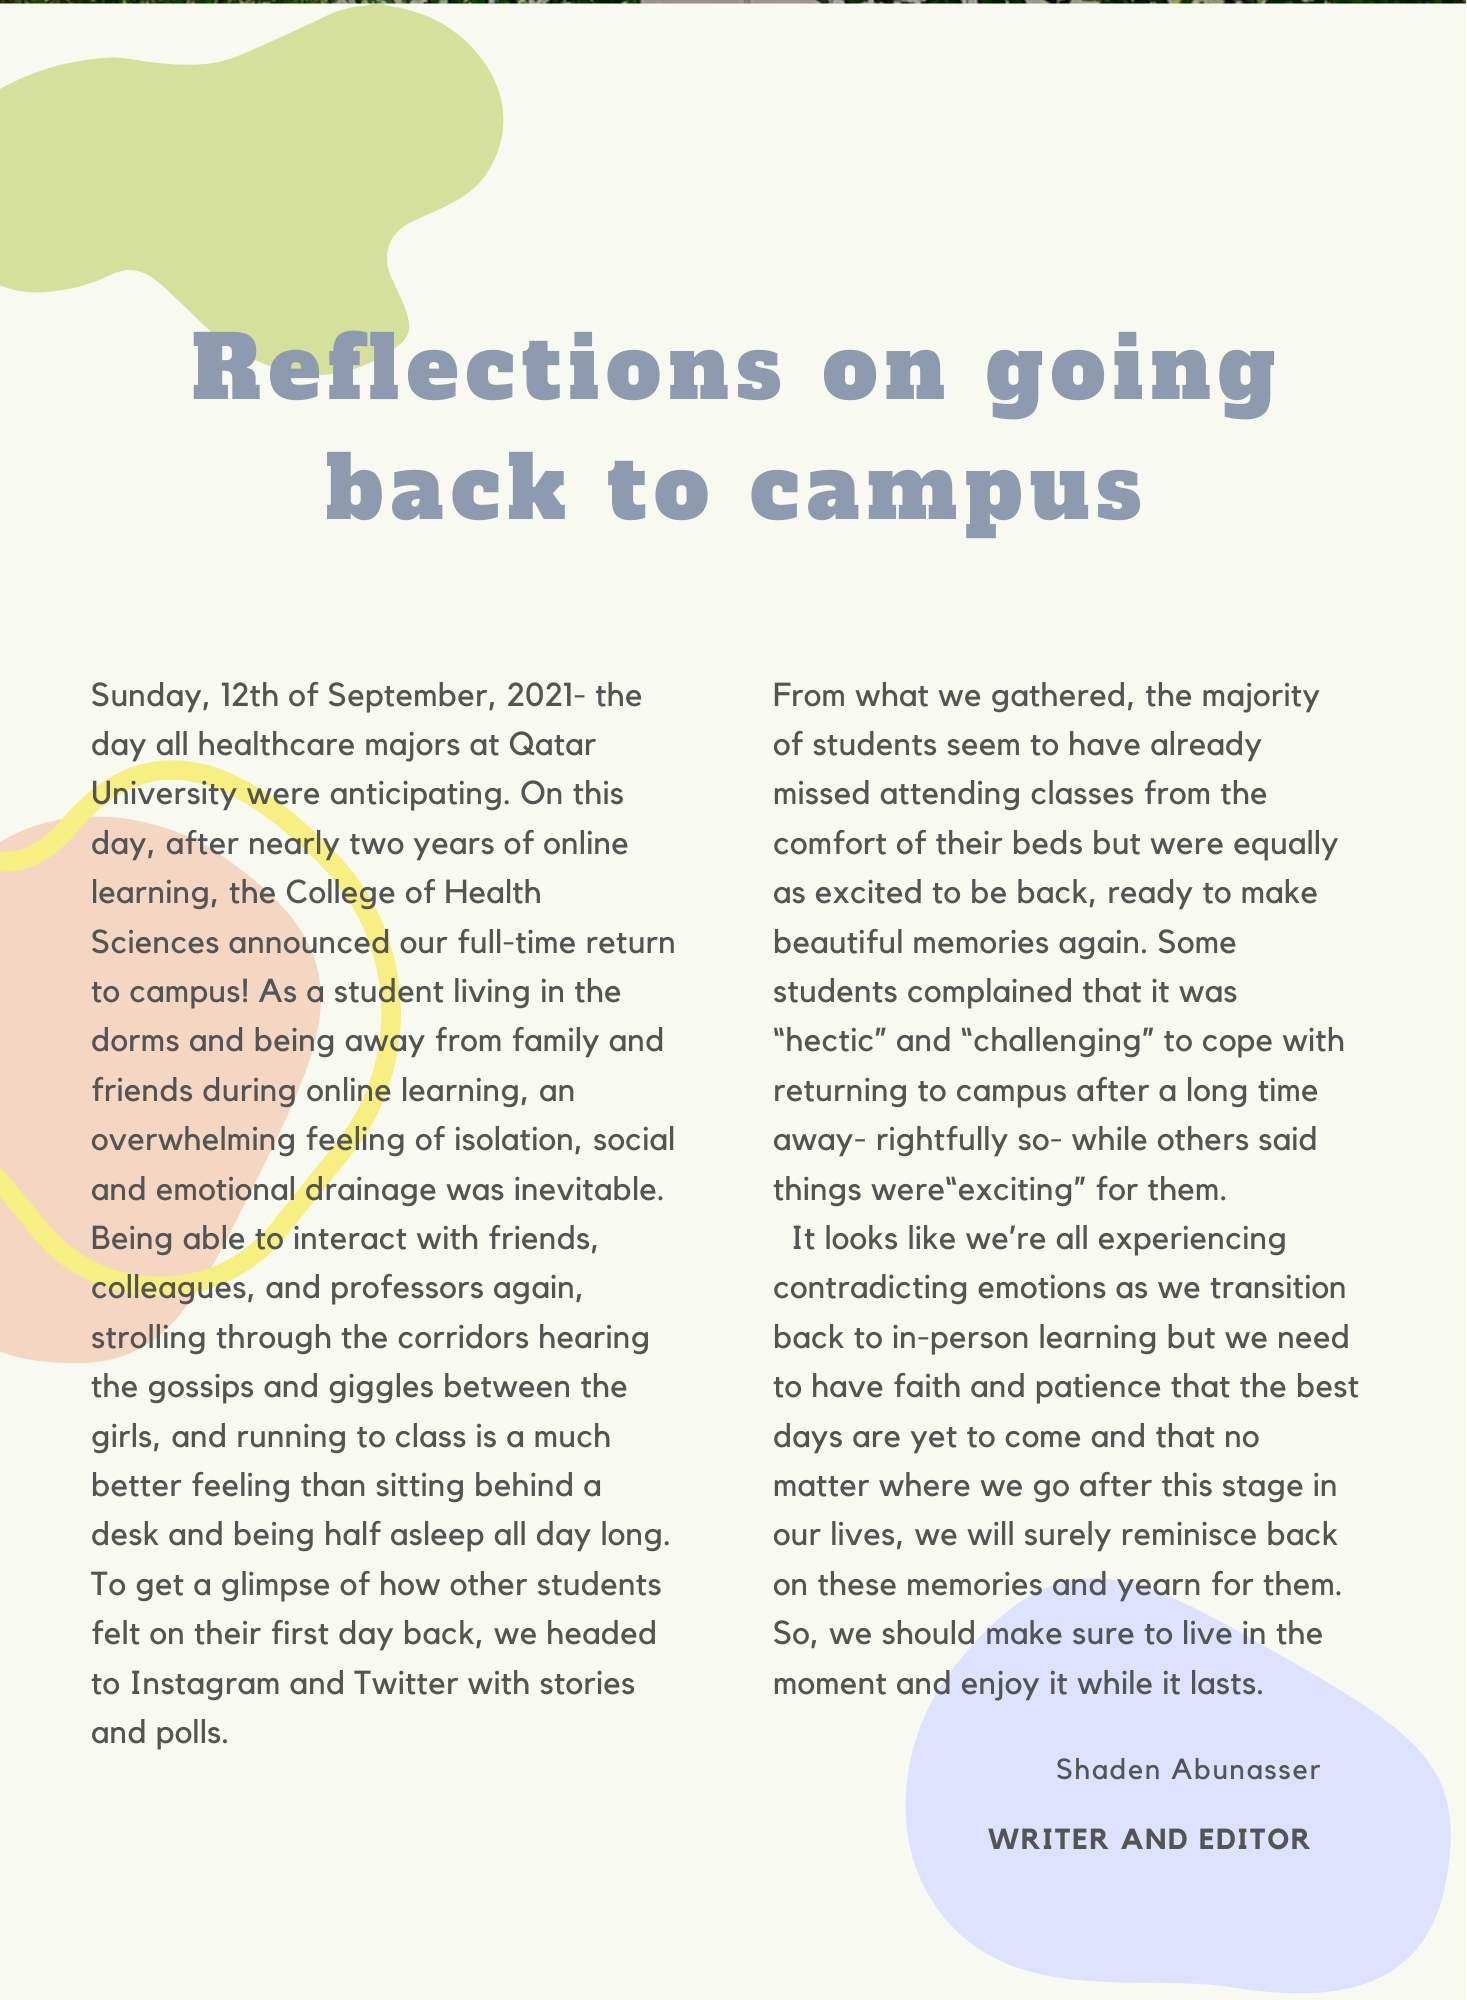 Reflections on going
back to campus
Sunday, 12th of September, 2021- the
day all healthcare majors at Qatar
University were anticipating. On this
day, after nearly two years of online
learning, the College of Health
Sciences announced our full-time return
to campus! As a student living in the
dorms and being away from family and
friends during online learning, an
overwhelming feeling of isolation, social
and emotional drainage was inevitable.
Being able to interact with friends,
colleagues, and professors again,
strolling through the corridors hearing
the gossips and giggles between the
girls, and running to class is a much
better feeling than sitting behind a
desk and being half asleep all day long.
To get a glimpse of how other students
felt on their first day back, we headed
to Instagram and Twitter with stories
and polls.
From what we gathered, the majority
of students seem to have already
missed attending classes from the
comfort of their beds but were equally
as excited to be back, ready to make
beautiful memories again. Some
students complained that it was
“hectic” and “challenging” to cope with
returning to campus after a long time
away- rightfully so- while others said
things were“exciting” for them.
It looks like we’re all experiencing
contradicting emotions as we transition
back to in-person learning but we need
to have faith and patience that the best
days are yet to come and that no
matter where we go after this stage in
our lives, we will surely reminisce back
on these memories and yearn for them.
So, we should make sure to live in the
moment and enjoy it while it lasts.
Shaden Abunasser
WRITER AND EDITOR